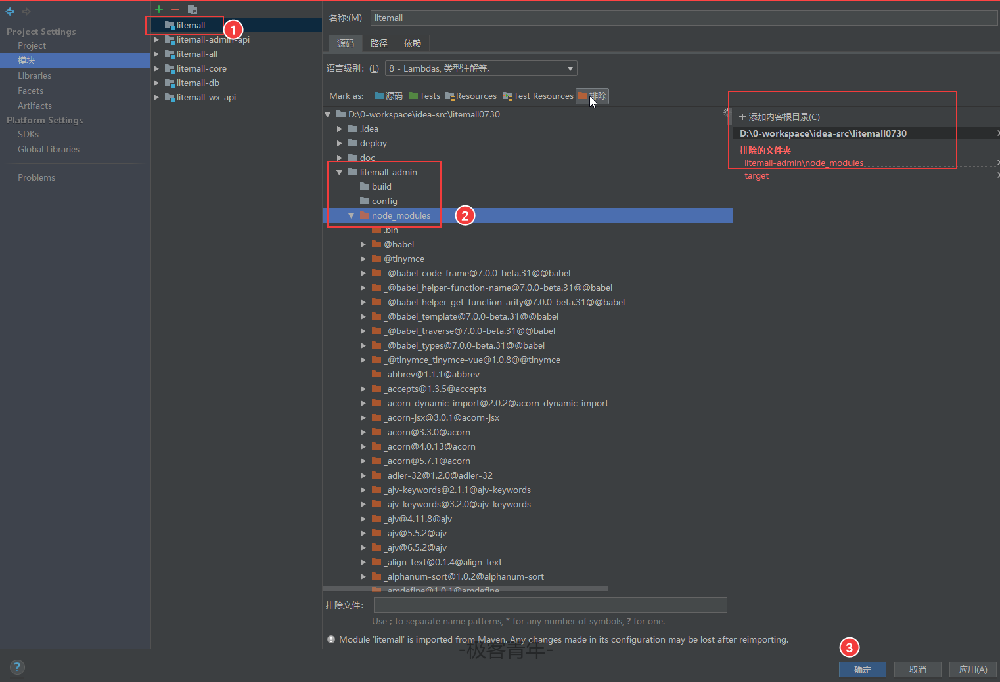 Project Settings
Project
模块
Libraries
Facets
Artifacts
Platform Settings
SDKs
Global Libraries
Problems
litemall
1
litemall-admin-api
litemall-all
litemall-core
litemall-db
litemall-wx-api
名称:(M) litemall
源码 路径 依赖
语言级别: (L) 8 - Lambdas, 类型注解等。
Mark as: 源码 Tests Resources Test Resources 排除
D:\0-workspace\idea-src\litemall0730
.idea
deploy
doc
litemall-admin
build
config
node_modules
2
.bin
@babel
@tinymce
_@babel_code-frame@7.0.0-beta.31@@babel
_@babel_helper-function-name@7.0.0-beta.31@@babel
_@babel_helper-get-function-arity@7.0.0-beta.31@@babel
_@babel_template@7.0.0-beta.31@@babel
_@babel_traverse@7.0.0-beta.31@@babel
_@babel_types@7.0.0-beta.31@@babel
_@tinymce_tinymce-vue@1.0.8@@tinymce
_abbrev@1.1.1@abbrev
_accepts@1.3.5@accepts
_acorn-dynamic-import@2.0.2@acorn-dynamic-import
_acorn-jsx@3.0.1@acorn-jsx
_acorn@3.3.0@acorn
_acorn@4.0.13@acorn
_acorn@5.7.1@acorn
_adler-32@1.2.0@adler-32
_ajv-keywords@2.1.1@ajv-keywords
_ajv-keywords@3.2.0@ajv-keywords
_ajv@4.11.8@ajv
_ajv@5.5.2@ajv
_ajv@6.5.2@ajv
_align-text@0.1.4@align-text
_alphanum-sort@1.0.2@alphanum-sort
_amdefine@1.0.1@amdefine
+ 添加内容根目录(C)
D:\0-workspace\idea-src\litemall0730
排除的文件夹
litemall-admin\node_modules
target
排除文件:
Use ; to separate name patterns, * for any number of symbols, ? for one.
Module 'litemall' is imported from Maven. Any changes made in its configuration may be lost after reimporting.
-极客青年-
3
?
确定 取消 应用(A)